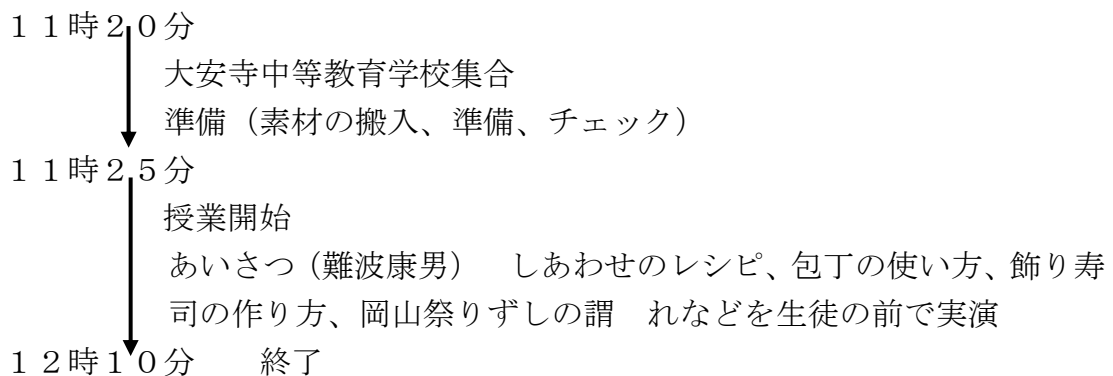 １１時２０分
大安寺中等教育学校集合
準備（素材の搬入、準備、チェック）
１１時２５分
授業開始
あいさつ（難波康男）　しあわせのレシピ、包丁の使い方、飾り寿
司の作り方、岡山祭りずしの謂　れなどを生徒の前で実演
１２時１０分　　終了